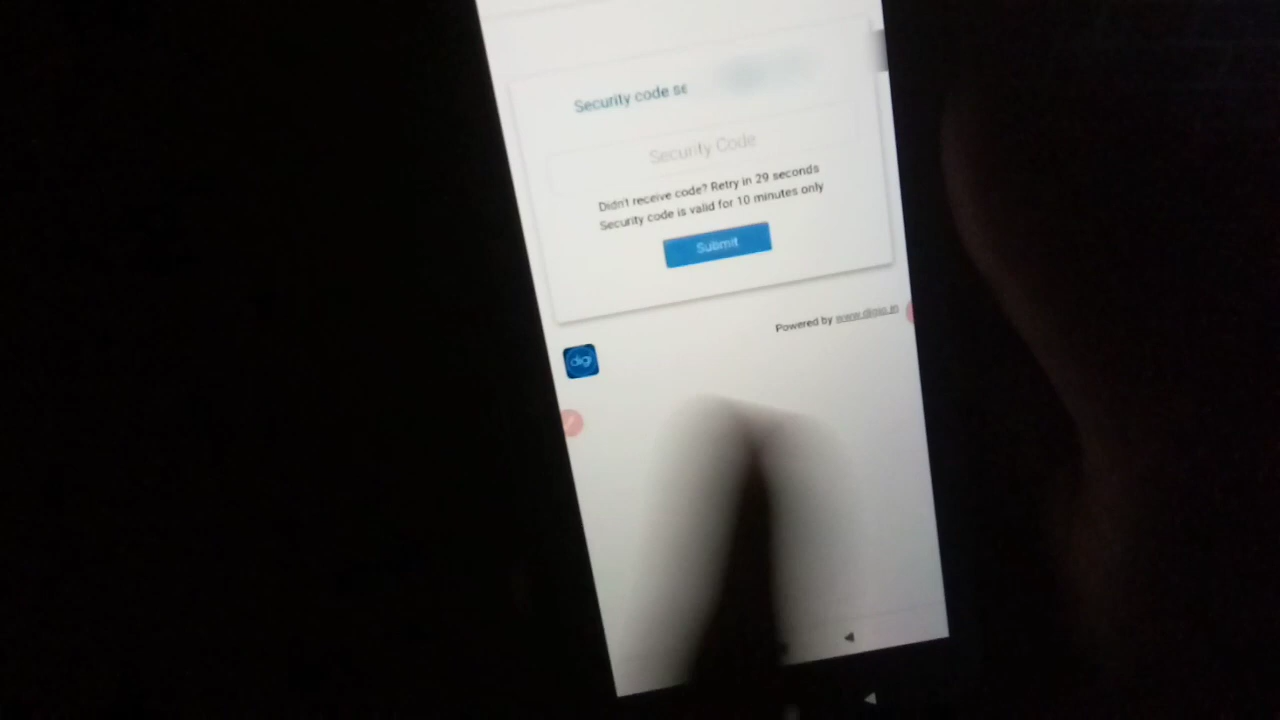 Security code se
Security Code
Didn't receive code? Retry in 29 seconds
Security code is valid for 10 minutes only
Submit
Powered by www.digio.in
digi